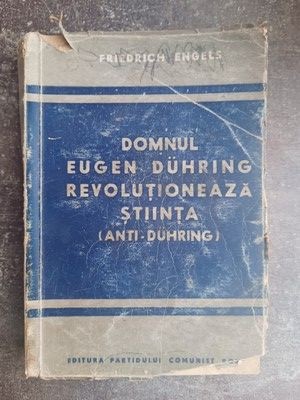 FRIEDRICH ENGELS
DOMNUL
EUGEN DÜHRING
REVOLUȚIONEAZĂ
ȘTIINȚA
(ANTI-DÜHRING)
EDITURA PARTIDULUI COMUNIST